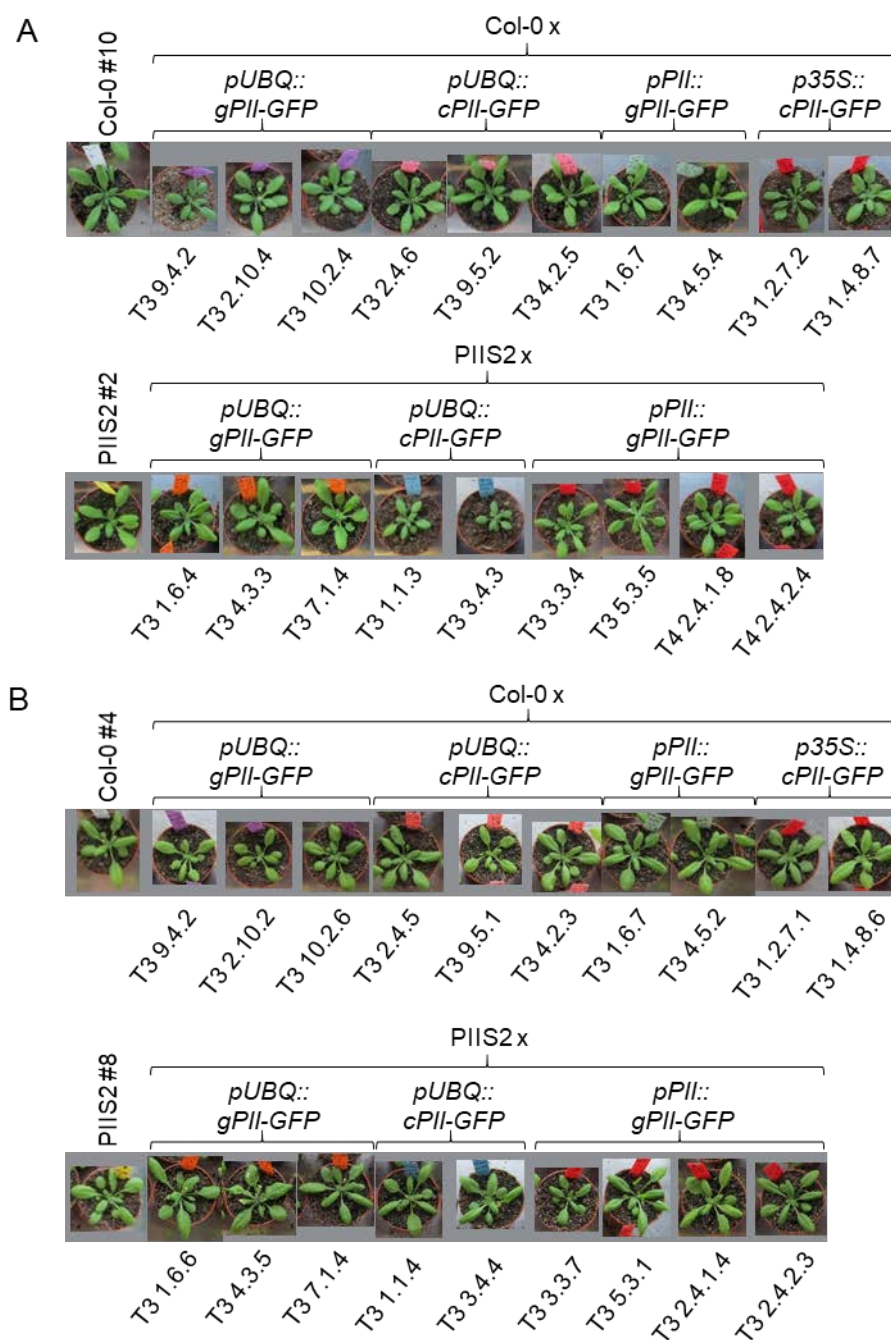 A
Col-0 x
Col-0 #10
pUBQ::
gPII-GFP
pUBQ::
cPII-GFP
pPII::
gPII-GFP
p35S::
cPII-GFP
T3 9.4.2
T3 2.10.4
T3 10.2.4
T3 2.4.6
T3 9.5.2
T3 4.2.5
T3 1.6.7
T3 4.5.4
T3 1.2.7.2
T3 1.4.8.7
PIIS2 x
PIIS2 #2
pUBQ::
gPII-GFP
pUBQ::
cPII-GFP
pPII::
gPII-GFP
T3 1.6.4
T3 4.3.3
T3 7.1.4
T3 1.1.3
T3 3.4.3
T3 3.3.4
T3 5.3.5
T4 2.4.1.8
T4 2.4.2.4
B
Col-0 x
Col-0 #4
pUBQ::
gPII-GFP
pUBQ::
cPII-GFP
pPII::
gPII-GFP
p35S::
cPII-GFP
T3 9.4.2
T3 2.10.2
T3 10.2.6
T3 2.4.5
T3 9.5.1
T3 4.2.3
T3 1.6.7
T3 4.5.2
T3 1.2.7.1
T3 1.4.8.6
PIIS2 x
PIIS2 #8
pUBQ::
gPII-GFP
pUBQ::
cPII-GFP
pPII::
gPII-GFP
T3 1.6.6
T3 4.3.5
T3 7.1.4
T3 1.1.4
T3 3.4.4
T3 3.3.7
T3 5.3.1
T3 2.4.1.4
T3 2.4.2.3